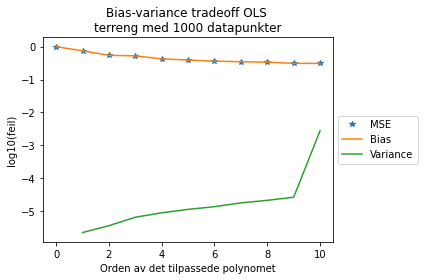 Bias-variance tradeoff OLS
terreng med 1000 datapunkter
log10(feil)
0
−1
−2
−3
−4
−5
0 2 4 6 8 10
Orden av det tilpassede polynomet
MSE
Bias
Variance